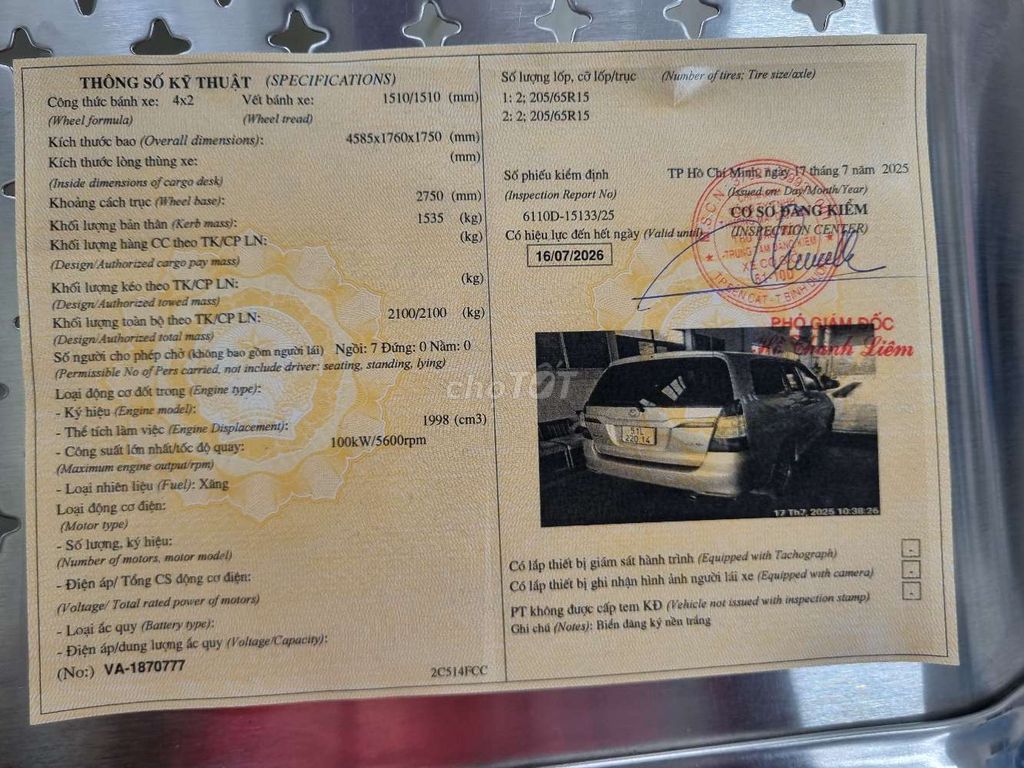 THÔNG SỐ KỸ THUẬT (SPECIFICATIONS)
Công thức bánh xe: 4x2 Vết bánh xe: 1510/1510 (mm)
(Wheel formula) (Wheel tread)
Kích thước bao (Overall dimensions): 4585x1760x1750 (mm)
Kích thước lòng thùng xe: (mm)
(Inside dimensions of cargo desk)
Khoảng cách trục (Wheel base): 2750 (mm)
Khối lượng bản thân (Kerb mass): 1535 (kg)
Khối lượng hàng CC theo TK/CP LN: (kg)
(Design/Authorized cargo pay mass)
Khối lượng kéo theo TK/CP LN: (kg)
(Design/Authorized towed mass)
Khối lượng toàn bộ theo TK/CP LN: 2100/2100 (kg)
(Design/Authorized total mass)
Số người cho phép chở (không bao gồm người lái) Ngồi: 7 Đứng: 0 Nằm: 0
(Permissible No of Pers carried, not include driver: seating, standing, lying)
Loại động cơ đốt trong (Engine type):
- Ký hiệu (Engine model):
- Thể tích làm việc (Engine Displacement): 1998 (cm3)
- Công suất lớn nhất/tốc độ quay: 100kW/5600rpm
(Maximum engine output/rpm)
- Loại nhiên liệu (Fuel): Xăng
Loại động cơ điện:
(Motor type)
- Số lượng, ký hiệu:
(Number of motors, motor model)
- Điện áp/ Tổng CS động cơ điện:
(Voltage/ Total rated power of motors)
- Loại ắc quy (Battery type):
- Điện áp/dung lượng ắc quy (Voltage/Capacity):
(No:) VA-1870777 2C514FCC
Số lượng lốp, cỡ lốp/trục (Number of tires; Tire size/axle)
1: 2; 205/65R15
2: 2; 205/65R15
Số phiếu kiểm định TP Hồ Chí Minh, ngày 17 tháng 7 năm 2025
(Inspection Report No) (Issued on: Day/Month/Year)
6110D-15133/25 CƠ SỞ ĐĂNG KIỂM
Có hiệu lực đến hết ngày (Valid until) (INSPECTION CENTER)
16/07/2026
TRUNG TÂM ĐĂNG KIỂM
XE CƠ GIỚI
PHÓ GIÁM ĐỐC
Hồ Thanh Liêm
choTỐT
51L
220.14
17 Th7, 2025 10:38:26
Có lắp thiết bị giám sát hành trình (Equipped with Tachograph) -
Có lắp thiết bị ghi nhận hình ảnh người lái xe (Equipped with camera) -
PT không được cấp tem KĐ (Vehicle not issued with inspection stamp) -
Ghi chú (Notes): Biển đăng ký nền trắng